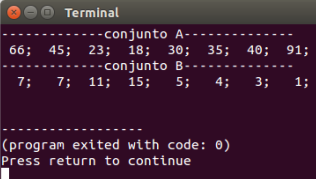 Terminal
-------------conjunto A--------------
66; 45; 23; 18; 30; 35; 40; 91;
-------------conjunto B--------------
7; 7; 11; 15; 5; 4; 3; 1;
------------------
(program exited with code: 0)
Press return to continue